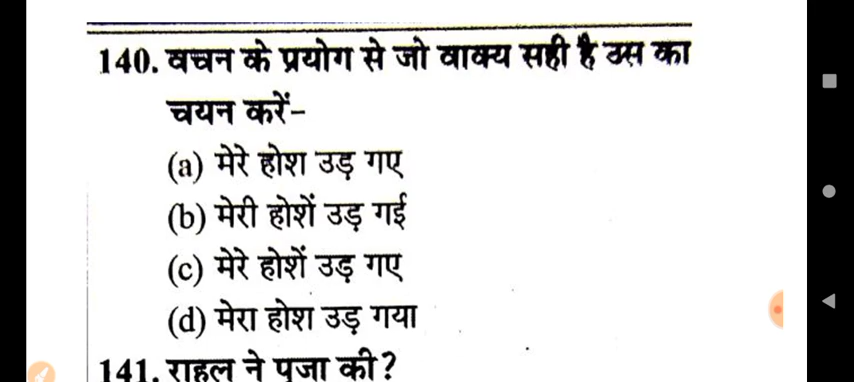 140. वचन के प्रयोग से जो वाक्य सही है उस का
चयन करें-
(a) मेरे होश उड़ गए
(b) मेरी होशें उड़ गई
(c) मेरे होशें उड़ गए
(d) मेरा होश उड़ गया
141. राहुल ने पूजा की?